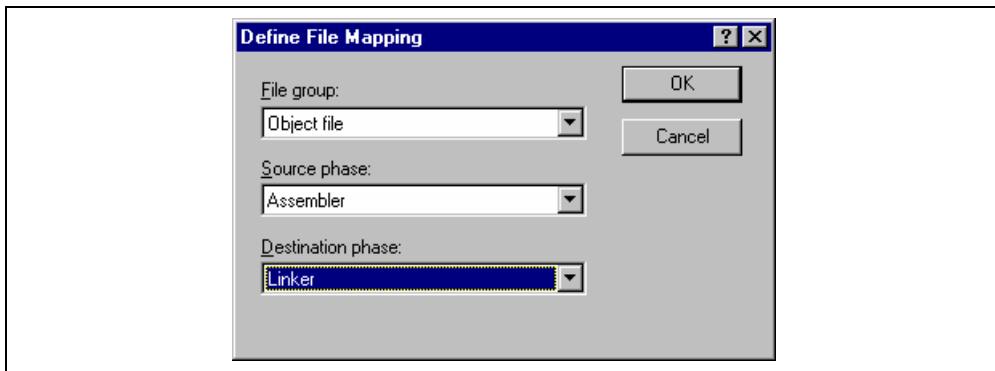 Define File Mapping
File group:
Object file
OK
Cancel
Source phase:
Assembler
Destination phase:
Linker